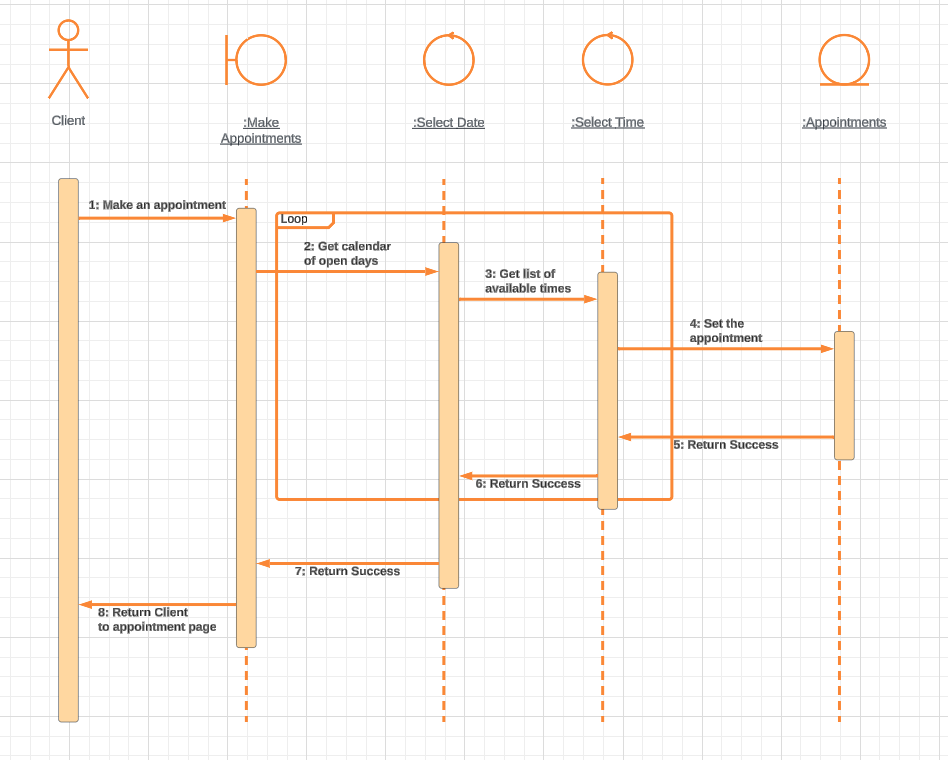 Client
:Make
Appointments
:Select Date
:Select Time
:Appointments
1: Make an appointment
Loop
2: Get calendar
of open days
3: Get list of
available times
4: Set the
appointment
5: Return Success
6: Return Success
7: Return Success
8: Return Client
to appointment page